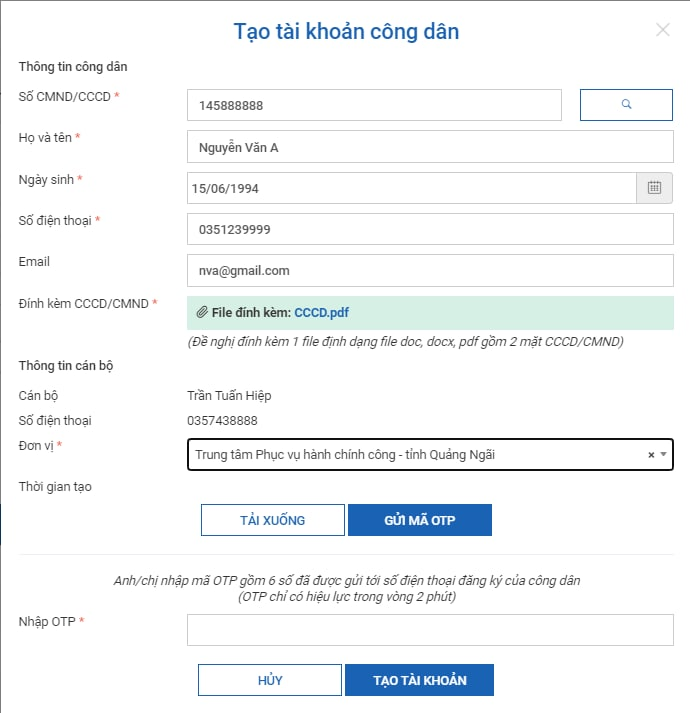 Tạo tài khoản công dân
Thông tin công dân
Số CMND/CCCD * 145888888
Họ và tên * Nguyễn Văn A
Ngày sinh * 15/06/1994
Số điện thoại * 0351239999
Email nva@gmail.com
Đính kèm CCCD/CMND * File đính kèm: CCCD.pdf
(Đề nghị đính kèm 1 file định dạng file doc, docx, pdf gồm 2 mặt CCCD/CMND)
Thông tin cán bộ
Cán bộ Trần Tuấn Hiệp
Số điện thoại 0357438888
Đơn vị * Trung tâm Phục vụ hành chính công - tỉnh Quảng Ngãi ×
Thời gian tạo
TẢI XUỐNG GỬI MÃ OTP
Anh/chị nhập mã OTP gồm 6 số đã được gửi tới số điện thoại đăng ký của công dân
(OTP chỉ có hiệu lực trong vòng 2 phút)
Nhập OTP *
HỦY TẠO TÀI KHOẢN